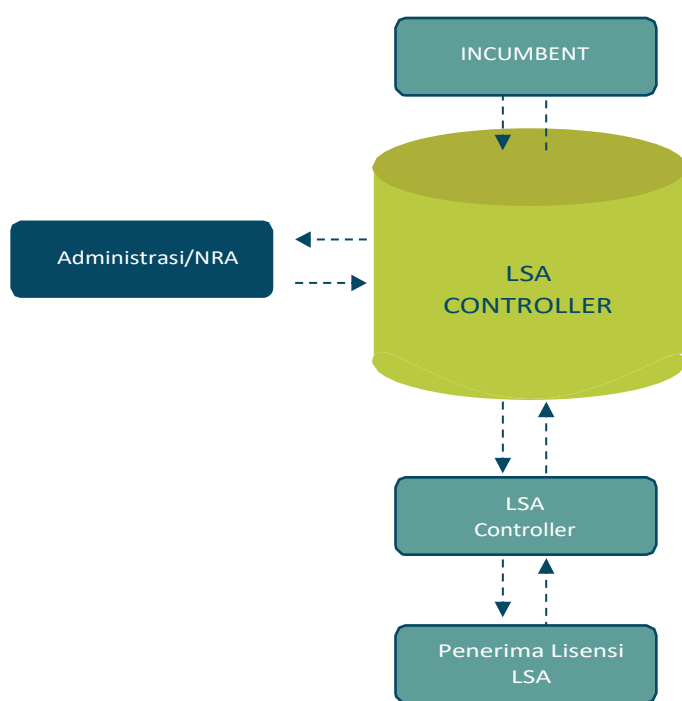 INCUMBENT
Administrasi/NRA
LSA
CONTROLLER
LSA
Controller
Penerima Lisensi
LSA